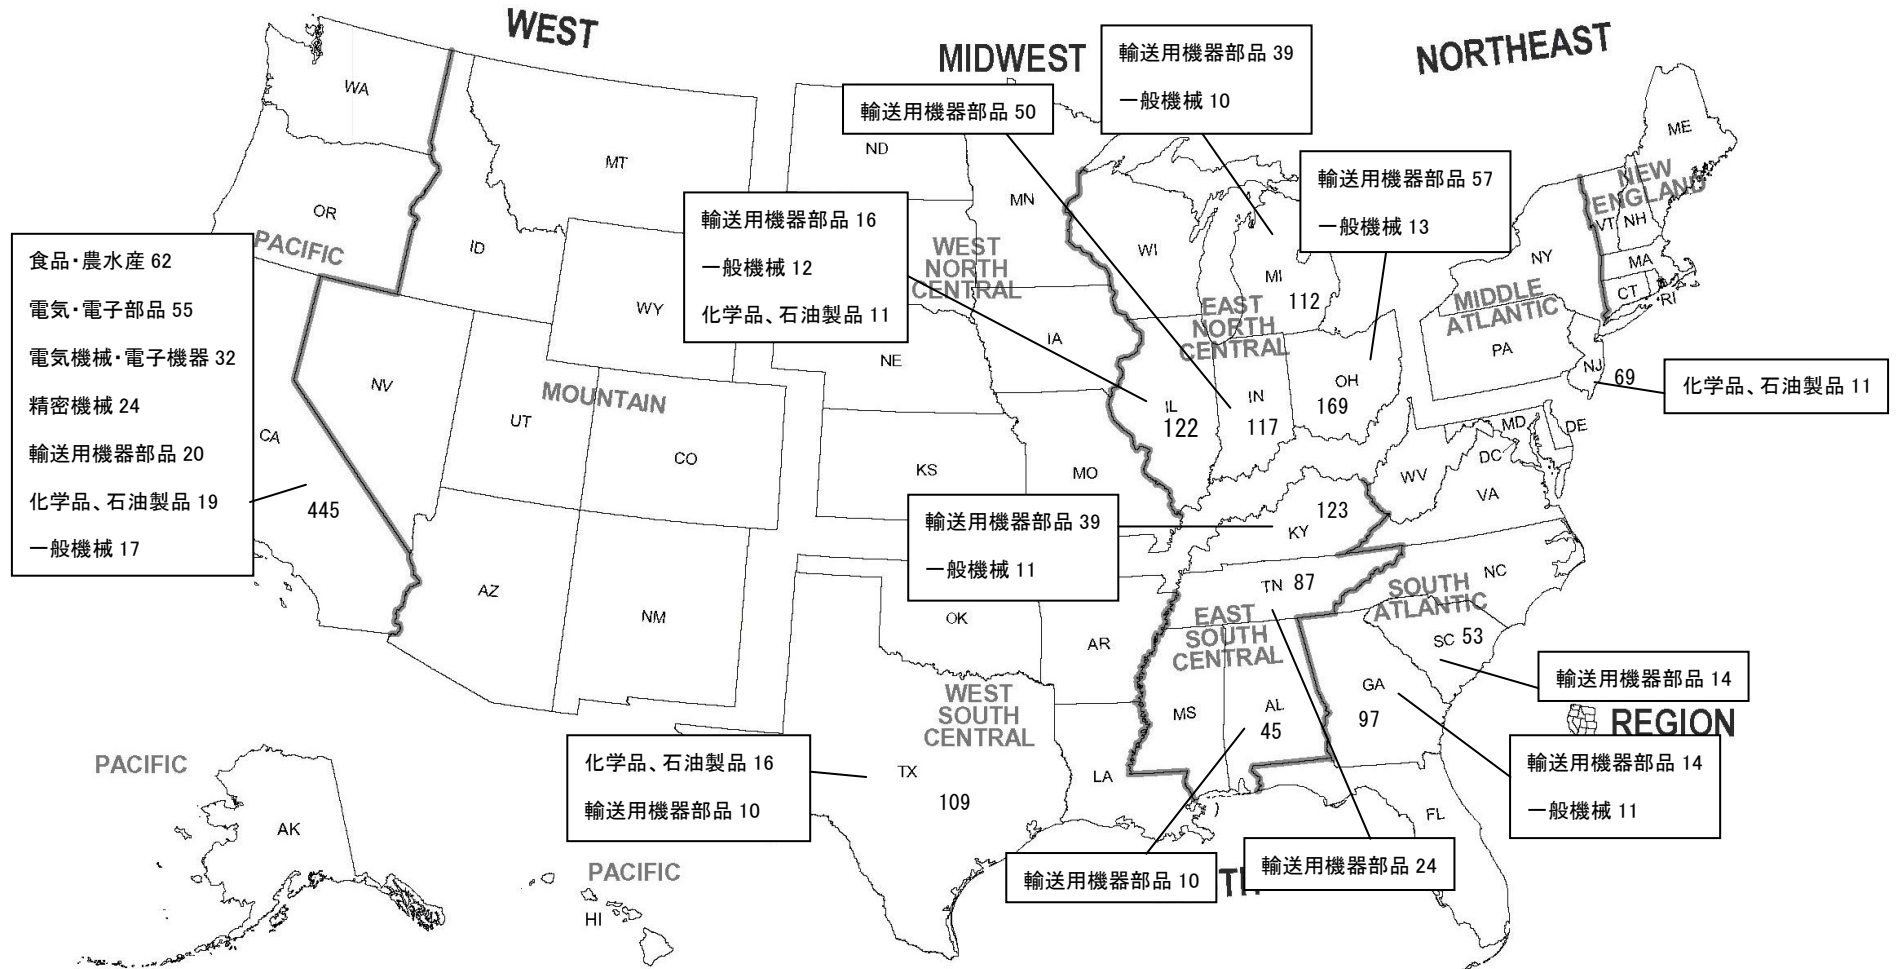 WEST
MIDWEST
NORTHEAST
輸送用機器部品 39
一般機械 10
輸送用機器部品 50
輸送用機器部品 57
一般機械 13
輸送用機器部品 16
一般機械 12
化学品、石油製品 11
食品・農水産 62
電気・電子部品 55
電気機械・電子機器 32
精密機械 24
輸送用機器部品 20
化学品、石油製品 19
一般機械 17
化学品、石油製品 11
輸送用機器部品 39
一般機械 11
輸送用機器部品 14
輸送用機器部品 14
一般機械 11
化学品、石油製品 16
輸送用機器部品 10
輸送用機器部品 10
輸送用機器部品 24
WA
MT
ND
MN
ME
OR
PACIFIC
ID
WY
WEST
NORTH
CENTRAL
WI
MI
112
EAST
NORTH
CENTRAL
NY
MIDDLE
ATLANTIC
NEW
ENGLAND
VT
NH
MA
CT
RI
NV
UT
MOUNTAIN
CO
NE
IA
KS
MO
IL
122
IN
117
OH
169
PA
NJ
69
MD
DE
DC
WV
VA
CA
445
KY
123
AZ
NM
OK
AR
TN 87
NC
SOUTH
ATLANTIC
SC 53
EAST
SOUTH
CENTRAL
MS
AL
45
GA
97
REGION
WEST
SOUTH
CENTRAL
TX
109
LA
FL
PACIFIC
AK
PACIFIC
HI
TH